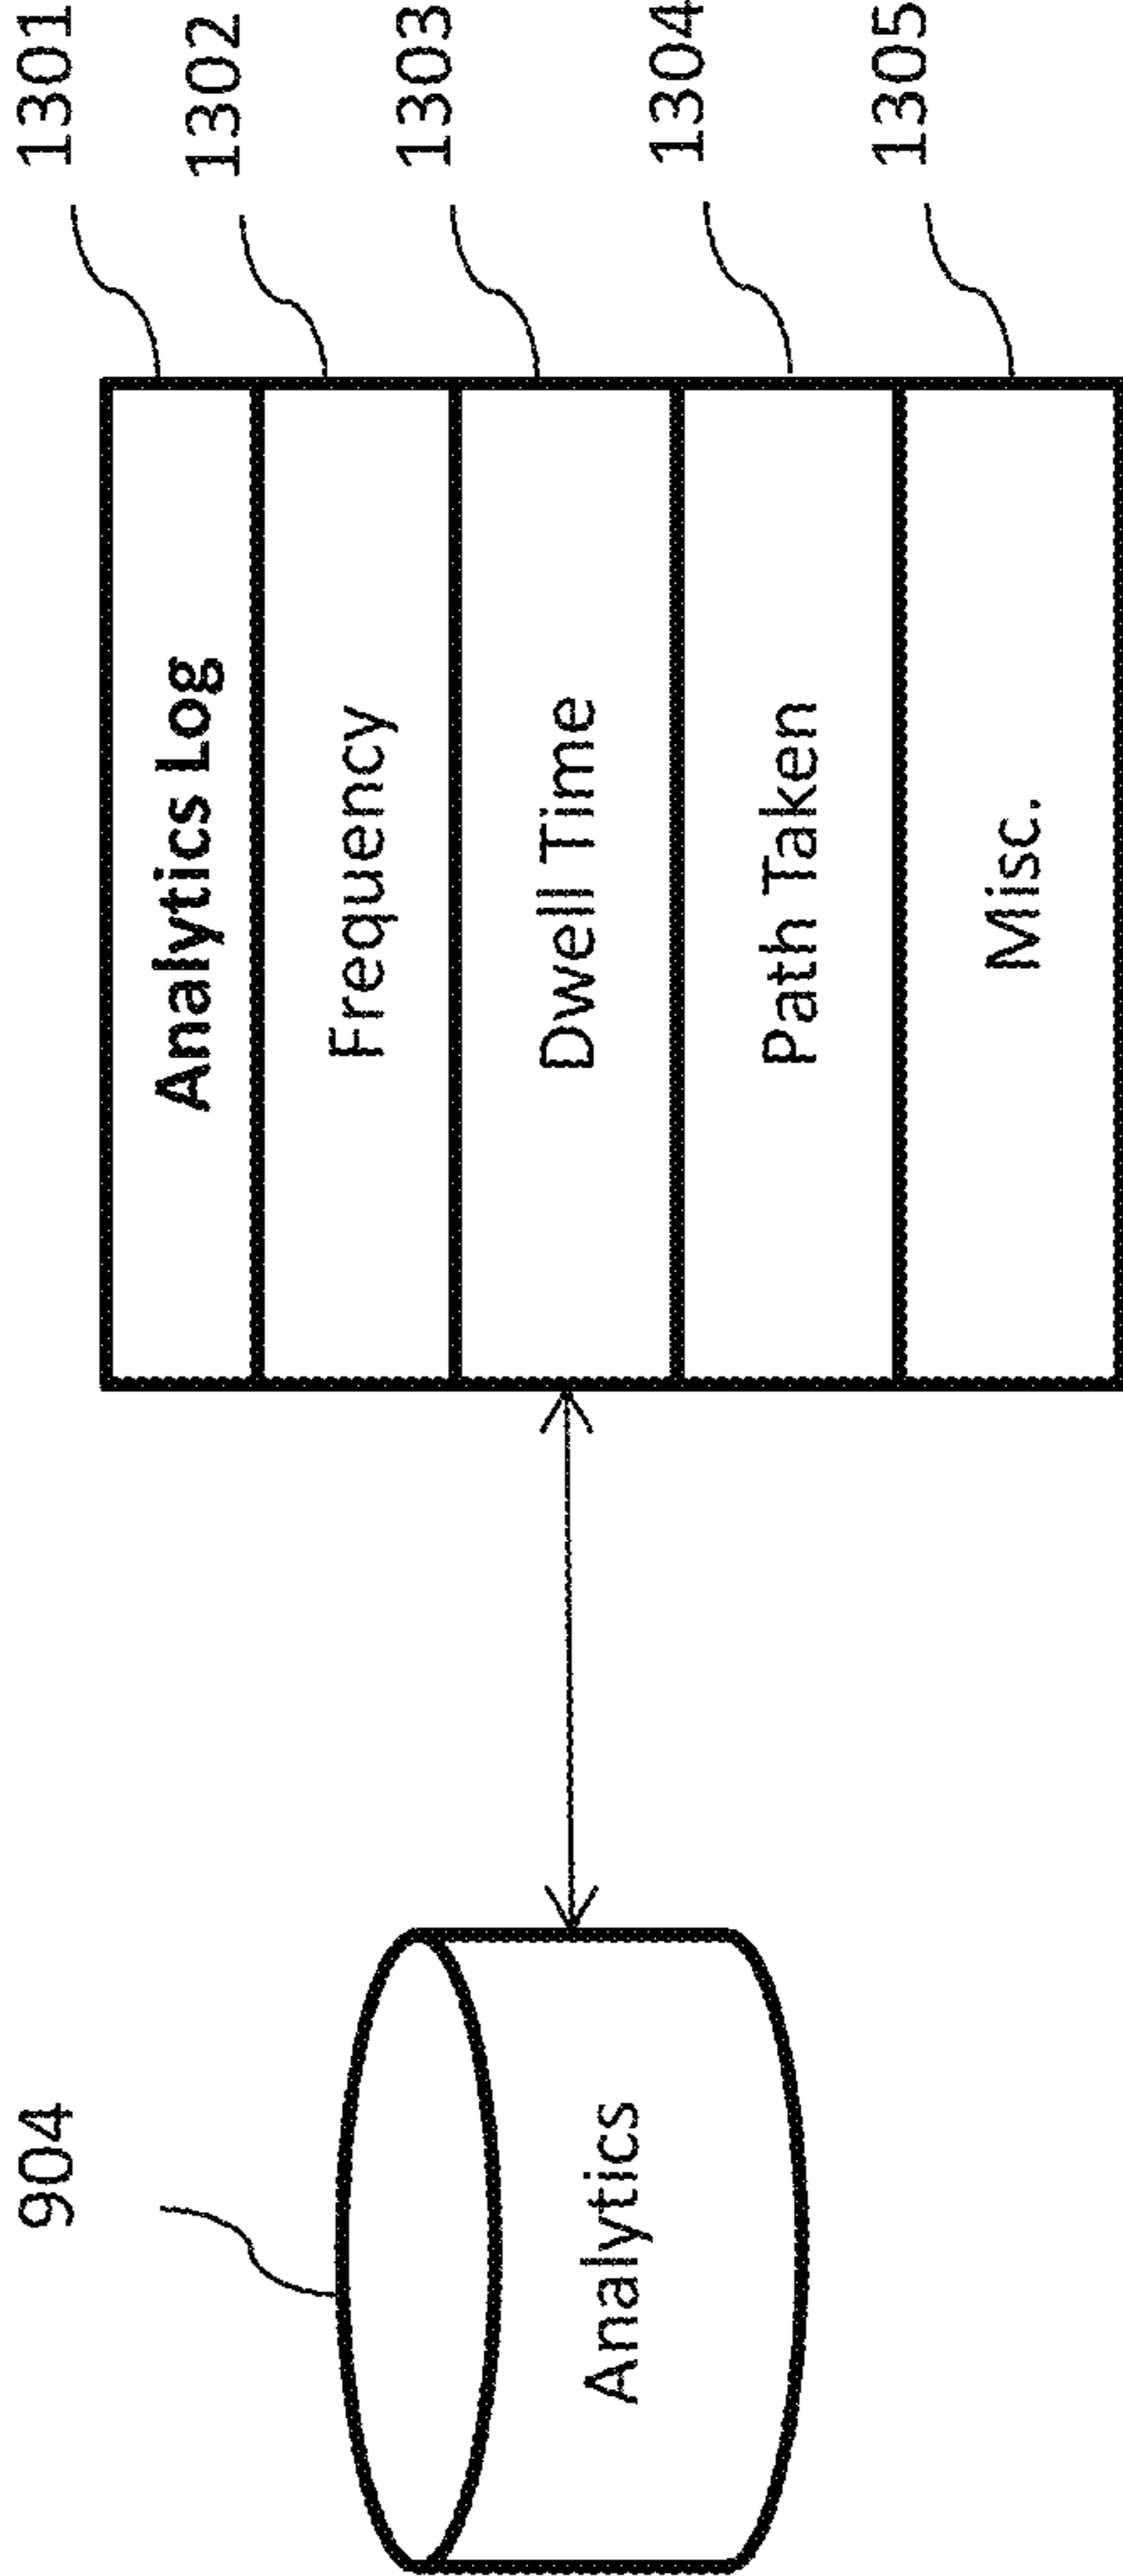 904
Analytics
Analytics Log
1301
Frequency
1302
Dwell Time
1303
Path Taken
1304
Misc.
1305